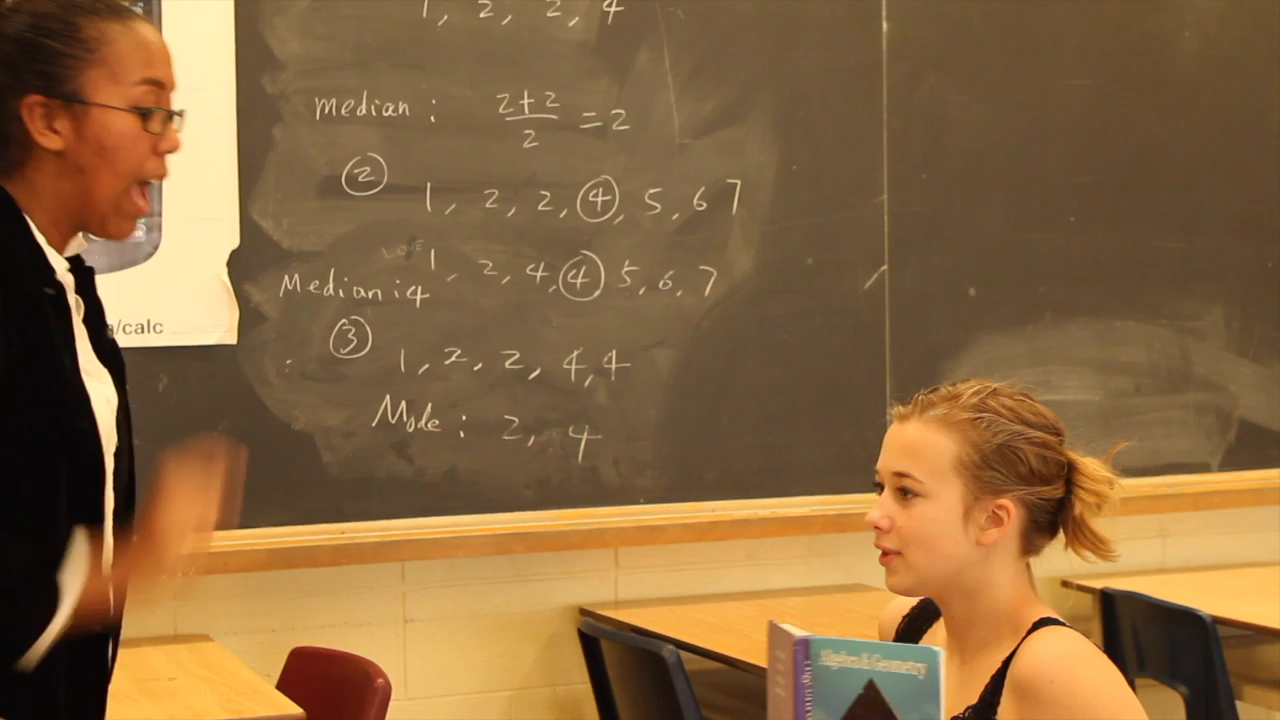 1, 2, 2, 4
median : 2+2/2 = 2
② 1, 2, 2, ④, 5, 6 7
LOVE
1, 2, 4, ④ 5, 6, 7
Median : 4
③ 1, 2, 2, 4, 4
Mode : 2, 4
/calc
Algebra & Geometry